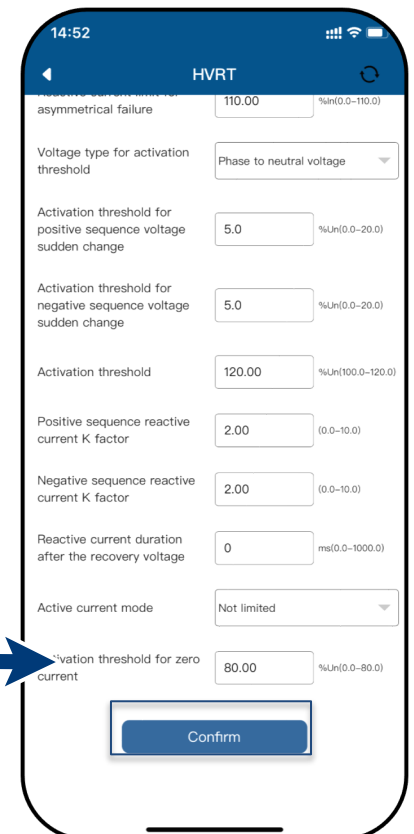 14:52
HVRT
asymmetrical failure
110.00
%In(0.0-110.0)
Voltage type for activation
threshold
Phase to neutral voltage
Activation threshold for
positive sequence voltage
sudden change
5.0
%Un(0.0-20.0)
Activation threshold for
negative sequence voltage
sudden change
5.0
%Un(0.0-20.0)
Activation threshold
120.00
%Un(100.0-120.0)
Positive sequence reactive
current K factor
2.00
(0.0-10.0)
Negative sequence reactive
current K factor
2.00
(0.0-10.0)
Reactive current duration
after the recovery voltage
0
ms(0.0-1000.0)
Active current mode
Not limited
threshold for zero
current
80.00
%Un(0.0-80.0)
Confirm